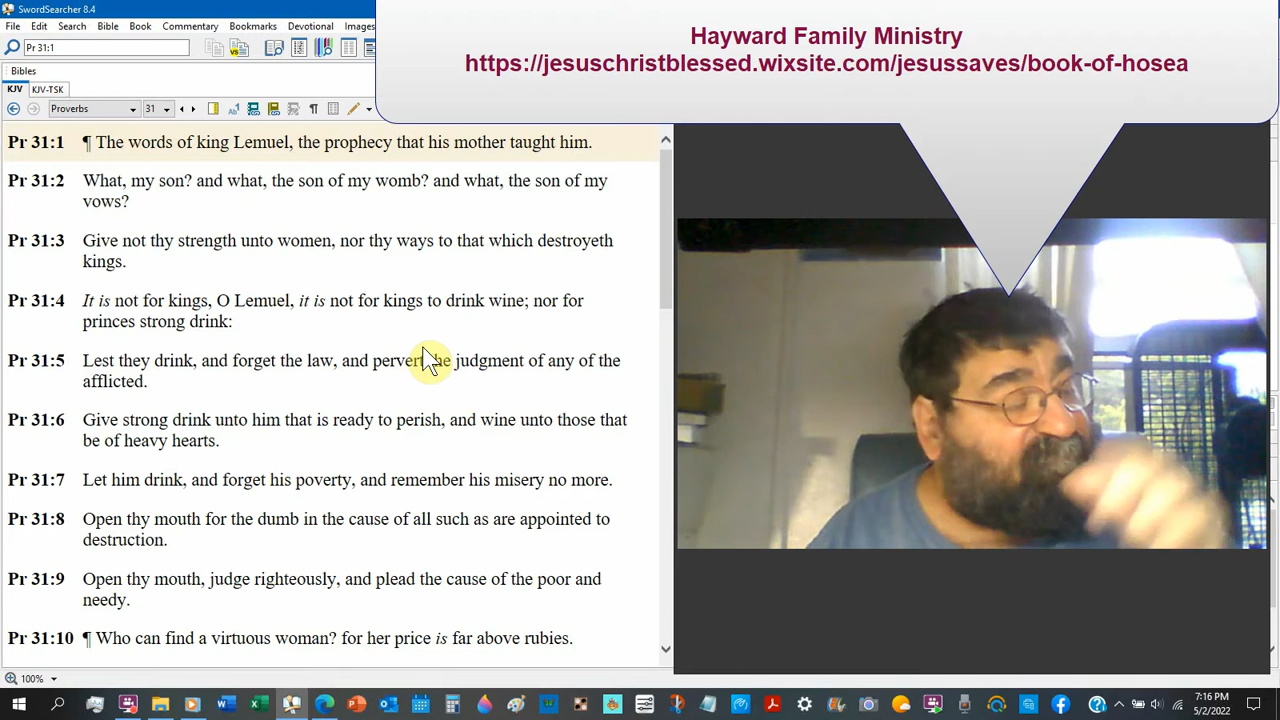 SwordSearcher 8.4
File Edit Search Bible Book Commentary Bookmarks Devotional Images
Pr 31:1
Bibles
KJV KJV-TSK
Proverbs 31
Hayward Family Ministry
https://jesuschristblessed.wixsite.com/jesussaves/book-of-hosea
Pr 31:1 ¶ The words of king Lemuel, the prophecy that his mother taught him.
Pr 31:2 What, my son? and what, the son of my womb? and what, the son of my
vows?
Pr 31:3 Give not thy strength unto women, nor thy ways to that which destroyeth
kings.
Pr 31:4 It is not for kings, O Lemuel, it is not for kings to drink wine; nor for
princes strong drink:
Pr 31:5 Lest they drink, and forget the law, and pervert the judgment of any of the
afflicted.
Pr 31:6 Give strong drink unto him that is ready to perish, and wine unto those that
be of heavy hearts.
Pr 31:7 Let him drink, and forget his poverty, and remember his misery no more.
Pr 31:8 Open thy mouth for the dumb in the cause of all such as are appointed to
destruction.
Pr 31:9 Open thy mouth, judge righteously, and plead the cause of the poor and
needy.
Pr 31:10 ¶ Who can find a virtuous woman? for her price is far above rubies.
100%
7:16 PM
5/2/2022